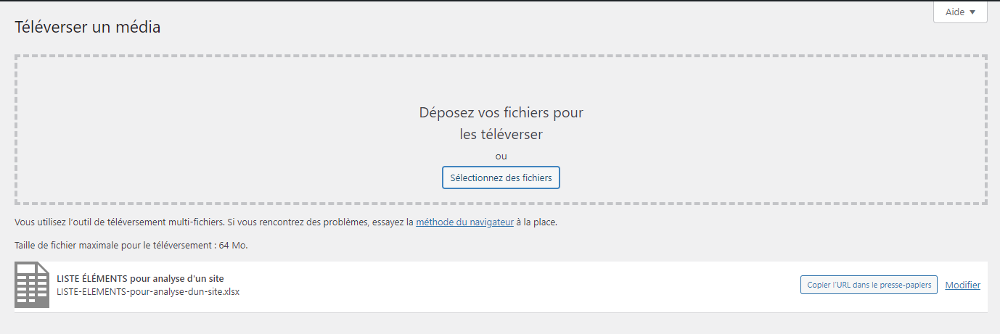 Aide ▼
Téléverser un média
Déposez vos fichiers pour
les téléverser
ou
Sélectionnez des fichiers
Vous utilisez l’outil de téléversement multi-fichiers. Si vous rencontrez des problèmes, essayez la méthode du navigateur à la place.
Taille de fichier maximale pour le téléversement : 64 Mo.
LISTE ÉLÉMENTS pour analyse d'un site
LISTE-ELEMENTS-pour-analyse-dun-site.xlsx
Copier l’URL dans le presse-papiers
Modifier